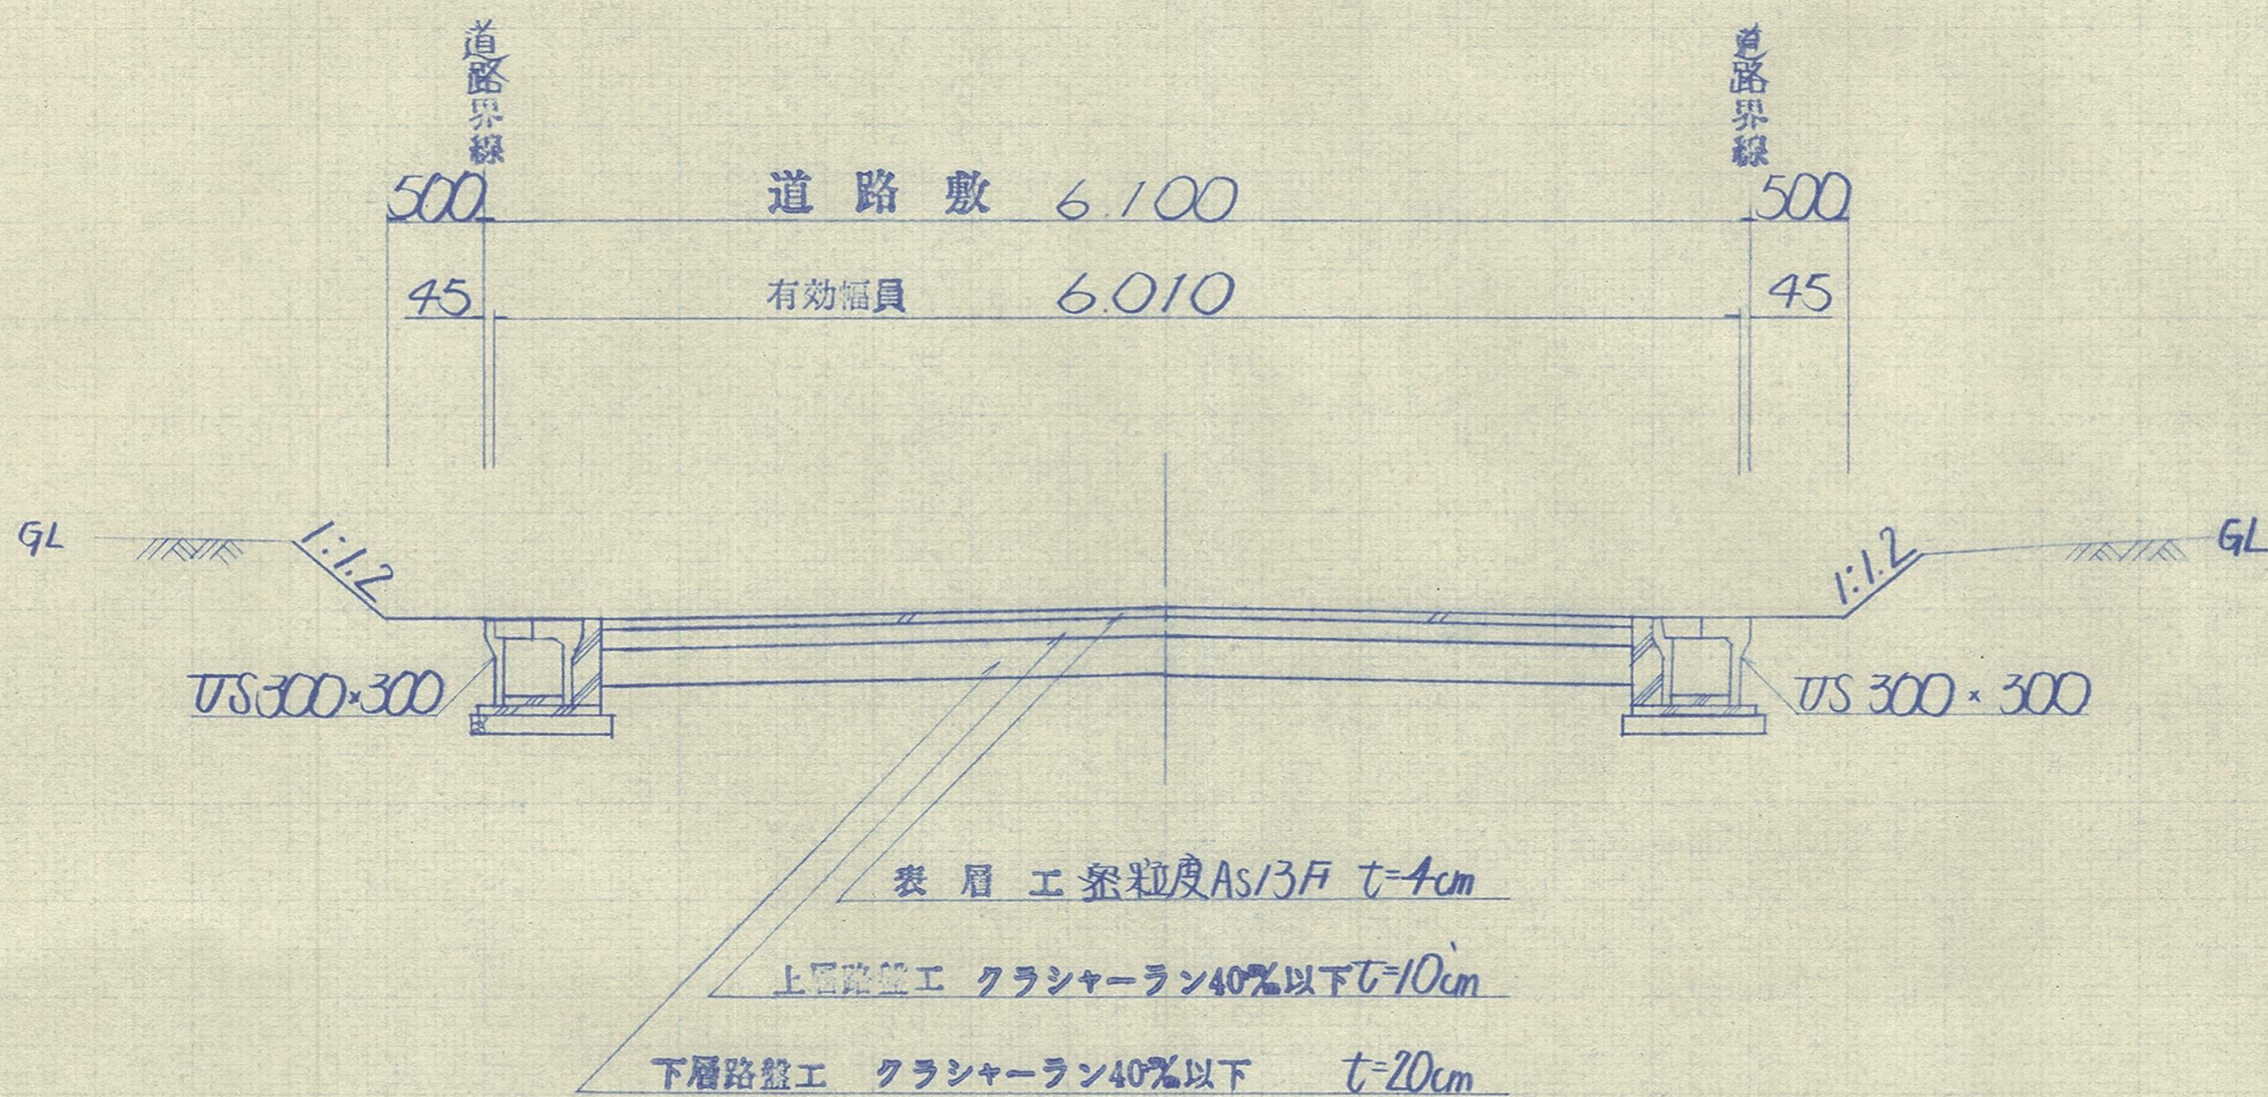 道路界線
道路界線
500 道路敷 6.100 500
45 有効幅員 6.010 45
GL 1:1.2 1:1.2 GL
US300×300 US300×300
表層工 密粒度As13F t=4cm
上層路盤工 クラシャーラン40%以下 t=10cm
下層路盤工 クラシャーラン40%以下 t=20cm